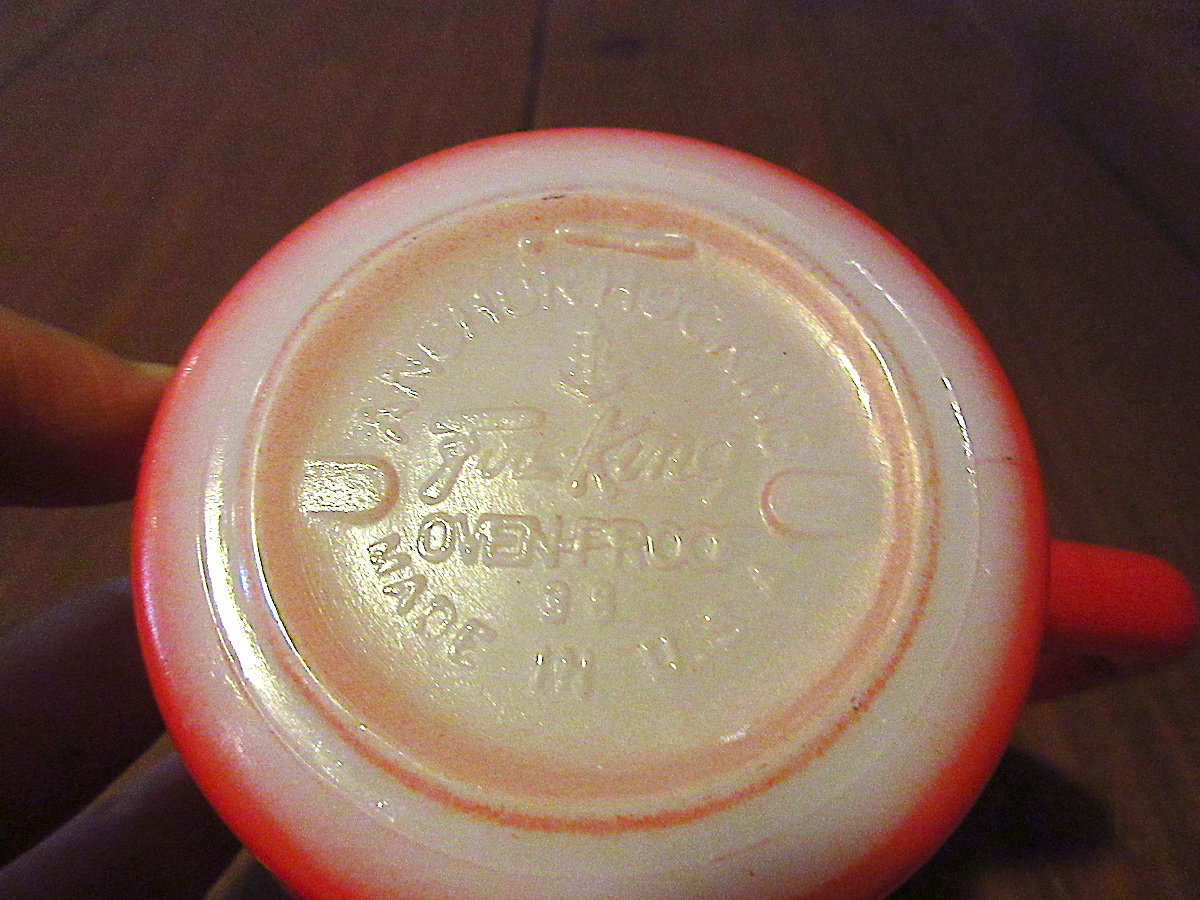 ANCHOR HOCKING
Fire-King
OVEN-PROOF
MADE IN U.S.A.